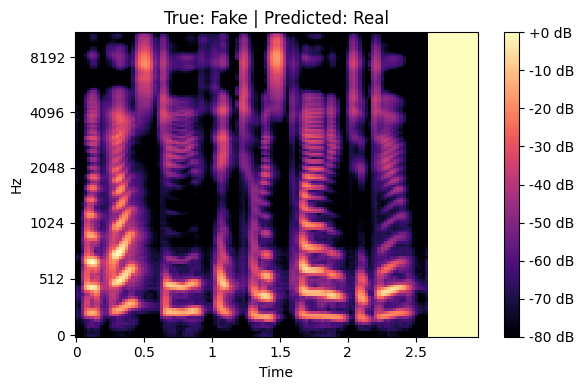 True: Fake | Predicted: Real
Hz
8192
4096
2048
1024
512
0
0
0.5
1
1.5
2
2.5
Time
+0 dB
-10 dB
-20 dB
-30 dB
-40 dB
-50 dB
-60 dB
-70 dB
-80 dB